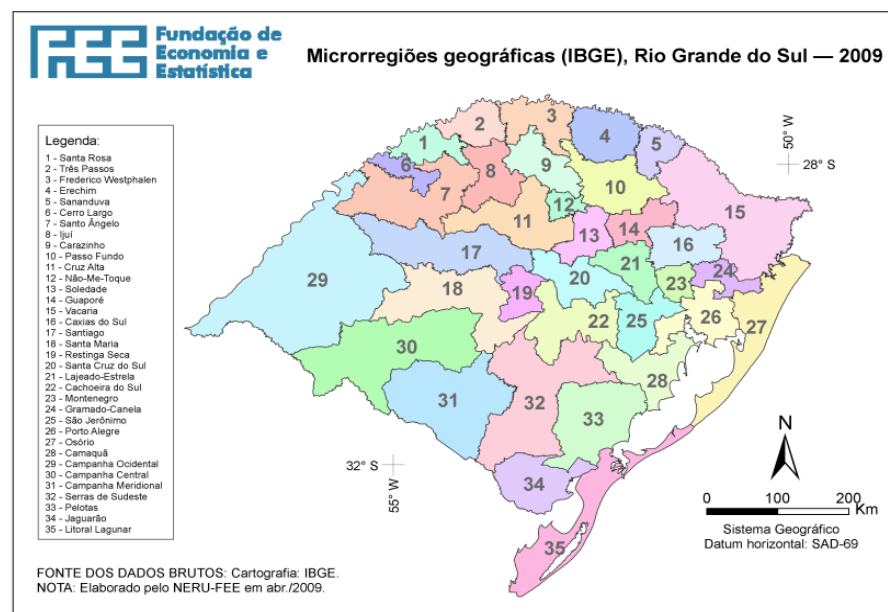 FEE Fundação de
Economia e
Estatística
Microrregiões geográficas (IBGE), Rio Grande do Sul — 2009
Legenda:
1 - Santa Rosa
2 - Três Passos
3 - Frederico Westphalen
4 - Erechim
5 - Sananduva
6 - Cerro Largo
7 - Santo Ângelo
8 - Ijuí
9 - Carazinho
10 - Passo Fundo
11 - Cruz Alta
12 - Não-Me-Toque
13 - Soledade
14 - Guaporé
15 - Vacaria
16 - Caxias do Sul
17 - Santiago
18 - Santa Maria
19 - Restinga Seca
20 - Santa Cruz do Sul
21 - Lajeado-Estrela
22 - Cachoeira do Sul
23 - Montenegro
24 - Gramado-Canela
25 - São Jerônimo
26 - Porto Alegre
27 - Osório
28 - Camaquã
29 - Campanha Ocidental
30 - Campanha Central
31 - Campanha Meridional
32 - Serras de Sudeste
33 - Pelotas
34 - Jaguarão
35 - Litoral Lagunar
50° W
28° S
1
2
3
4
5
6
7
8
9
10
11
12
13
14
15
16
17
18
19
20
21
22
23
24
25
26
27
28
29
30
31
32
33
34
35
32° S
55° W
N
0 100 200
Km
Sistema Geográfico
Datum horizontal: SAD-69
FONTE DOS DADOS BRUTOS: Cartografia: IBGE.
NOTA: Elaborado pelo NERU-FEE em abr./2009.